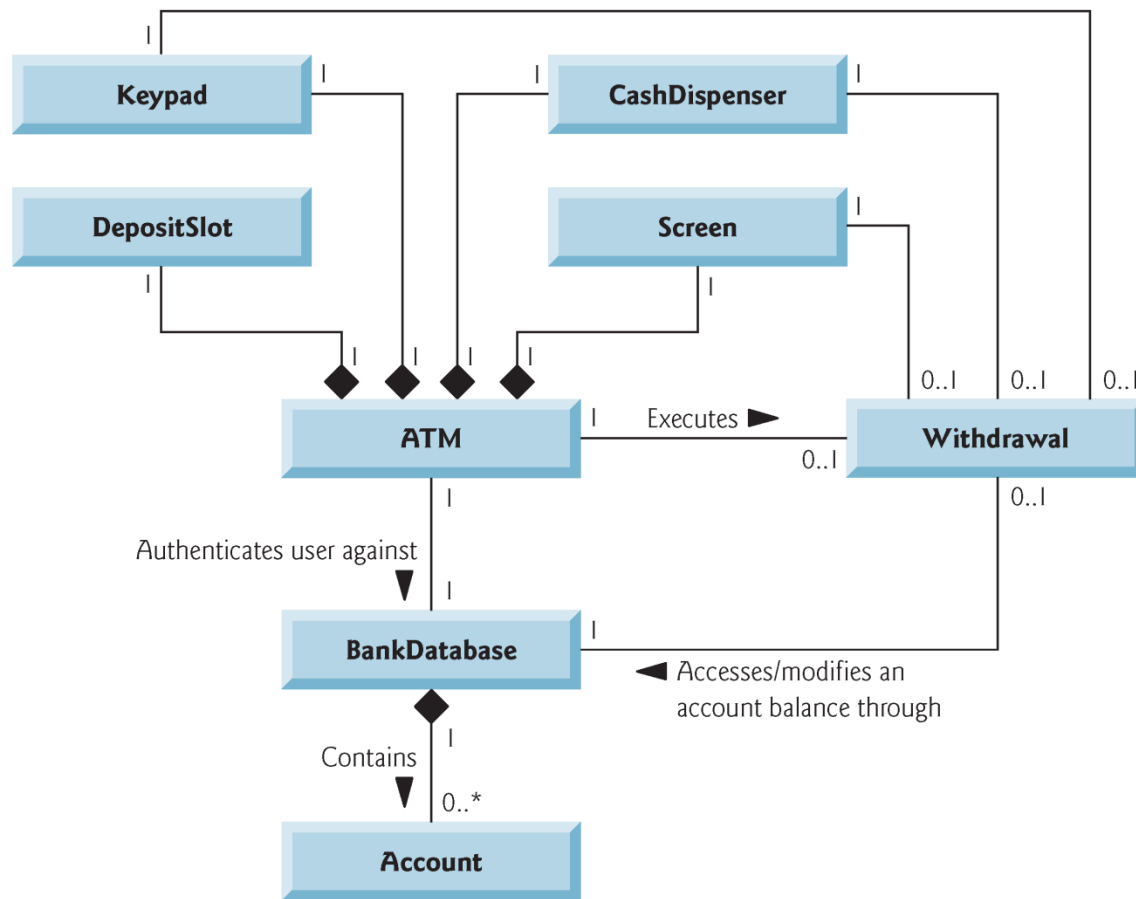 1
Keypad
1
1
CashDispenser
1
DepositSlot
1
Screen
1
1
1
1
1
1
0..1
0..1
0..1
ATM
1
Executes
0..1
Withdrawal
1
0..1
Authenticates user against
1
BankDatabase
1
Accesses/modifies an
account balance through
1
Contains
0..*
Account